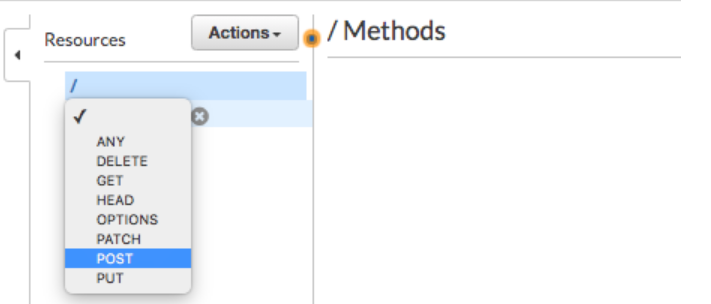 Resources
Actions
/ Methods
/
✓
ANY
DELETE
GET
HEAD
OPTIONS
PATCH
POST
PUT